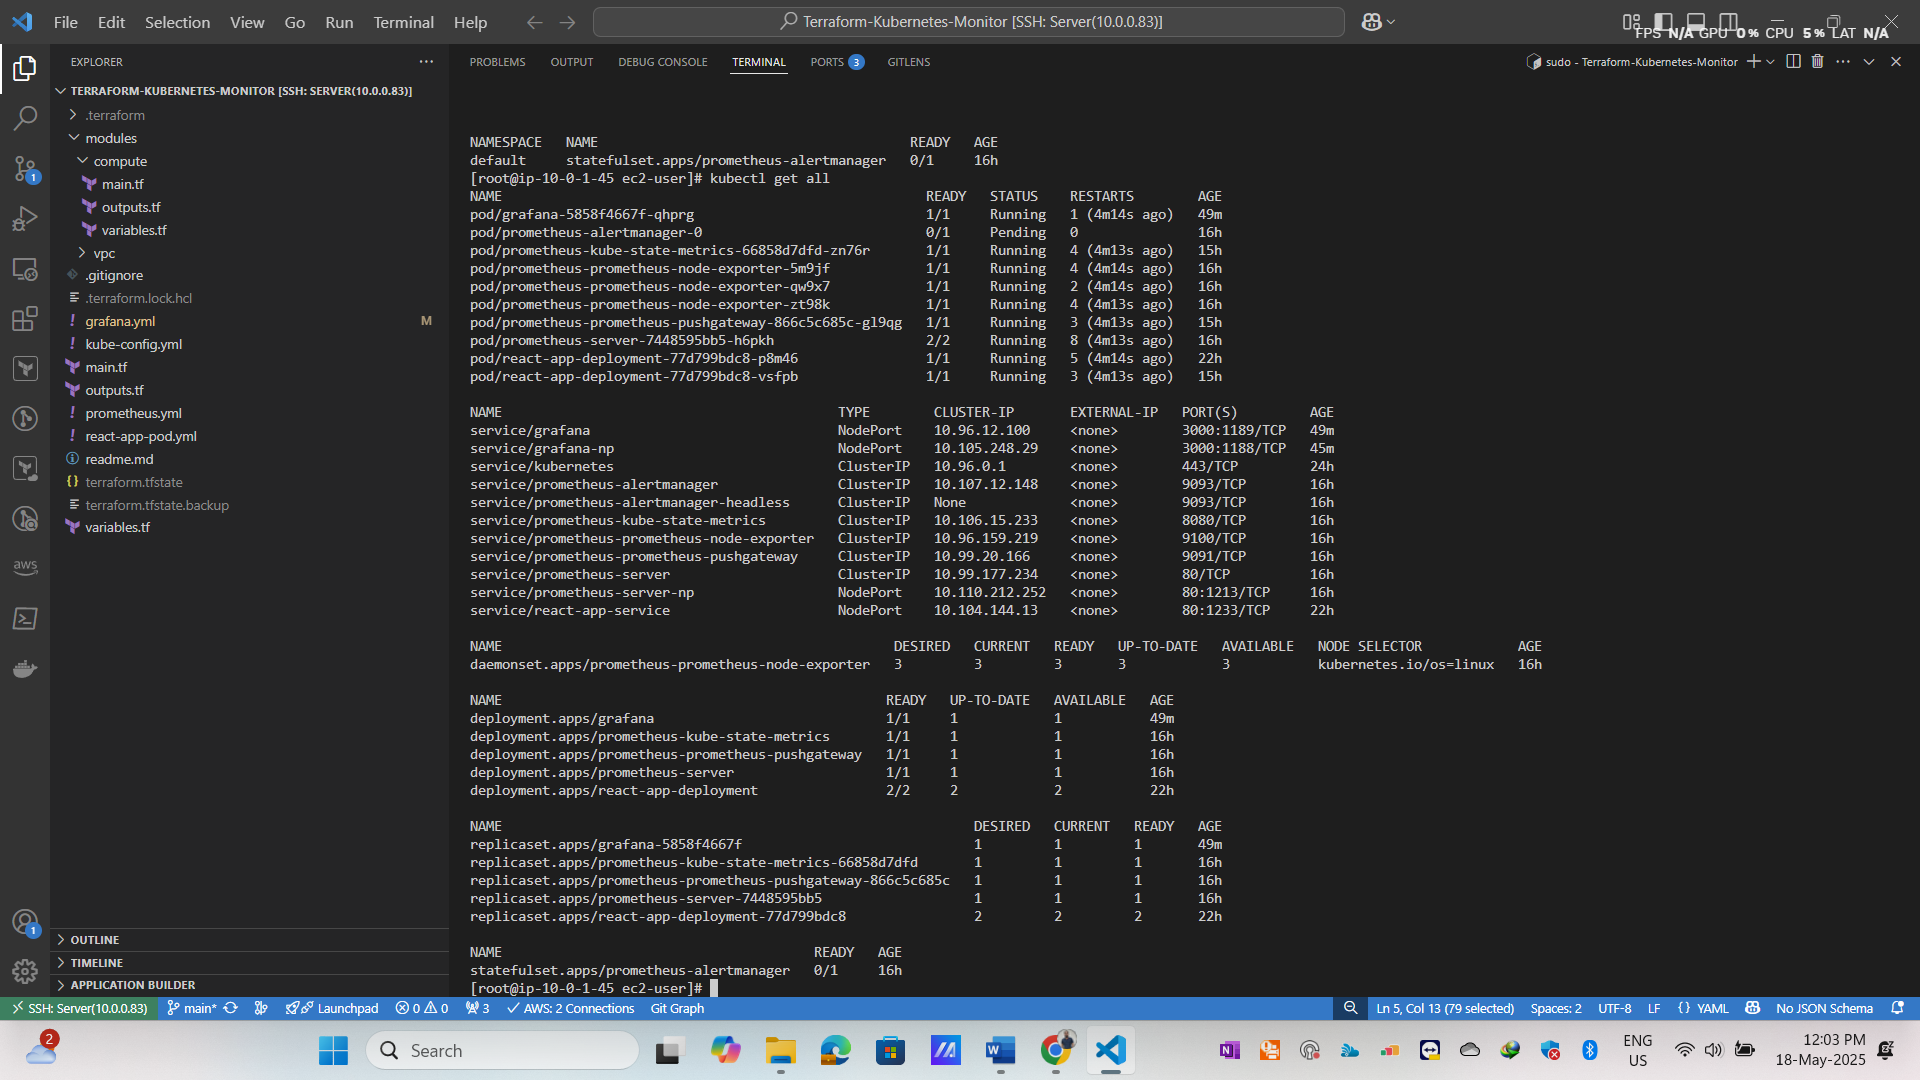 File Edit Selection View Go Run Terminal Help
Terraform-Kubernetes-Monitor [SSH: Server(10.0.0.83)]
FPS N/A GPU 0 % CPU 5 % LAT N/A
EXPLORER
PROBLEMS OUTPUT DEBUG CONSOLE TERMINAL PORTS 3 GITLENS
sudo - Terraform-Kubernetes-Monitor
TERRAFORM-KUBERNETES-MONITOR [SSH: SERVER(10.0.0.83)]
.terraform
modules
compute
main.tf
outputs.tf
variables.tf
vpc
.gitignore
.terraform.lock.hcl
grafana.yml M
kube-config.yml
main.tf
outputs.tf
prometheus.yml
react-app-pod.yml
readme.md
terraform.tfstate
terraform.tfstate.backup
variables.tf
OUTLINE
TIMELINE
APPLICATION BUILDER
1
aws
1
NAMESPACE NAME READY AGE
default statefulset.apps/prometheus-alertmanager 0/1 16h
[root@ip-10-0-1-45 ec2-user]# kubectl get all
NAME READY STATUS RESTARTS AGE
pod/grafana-5858f4667f-qhprg 1/1 Running 1 (4m14s ago) 49m
pod/prometheus-alertmanager-0 0/1 Pending 0 16h
pod/prometheus-kube-state-metrics-66858d7dfd-zn76r 1/1 Running 4 (4m13s ago) 15h
pod/prometheus-prometheus-node-exporter-5m9jf 1/1 Running 4 (4m14s ago) 16h
pod/prometheus-prometheus-node-exporter-qw9x7 1/1 Running 2 (4m14s ago) 16h
pod/prometheus-prometheus-node-exporter-zt98k 1/1 Running 4 (4m13s ago) 16h
pod/prometheus-prometheus-pushgateway-866c5c685c-gl9qg 1/1 Running 3 (4m13s ago) 15h
pod/prometheus-server-7448595bb5-h6pkh 2/2 Running 8 (4m13s ago) 16h
pod/react-app-deployment-77d799bdc8-p8m46 1/1 Running 5 (4m14s ago) 22h
pod/react-app-deployment-77d799bdc8-vsfpb 1/1 Running 3 (4m13s ago) 15h
NAME TYPE CLUSTER-IP EXTERNAL-IP PORT(S) AGE
service/grafana NodePort 10.96.12.100 <none> 3000:1189/TCP 49m
service/grafana-np NodePort 10.105.248.29 <none> 3000:1188/TCP 45m
service/kubernetes ClusterIP 10.96.0.1 <none> 443/TCP 24h
service/prometheus-alertmanager ClusterIP 10.107.12.148 <none> 9093/TCP 16h
service/prometheus-alertmanager-headless ClusterIP None <none> 9093/TCP 16h
service/prometheus-kube-state-metrics ClusterIP 10.106.15.233 <none> 8080/TCP 16h
service/prometheus-prometheus-node-exporter ClusterIP 10.96.159.219 <none> 9100/TCP 16h
service/prometheus-prometheus-pushgateway ClusterIP 10.99.20.166 <none> 9091/TCP 16h
service/prometheus-server ClusterIP 10.99.177.234 <none> 80/TCP 16h
service/prometheus-server-np NodePort 10.110.212.252 <none> 80:1213/TCP 16h
service/react-app-service NodePort 10.104.144.13 <none> 80:1233/TCP 22h
NAME DESIRED CURRENT READY UP-TO-DATE AVAILABLE NODE SELECTOR AGE
daemonset.apps/prometheus-prometheus-node-exporter 3 3 3 3 3 kubernetes.io/os=linux 16h
NAME READY UP-TO-DATE AVAILABLE AGE
deployment.apps/grafana 1/1 1 1 49m
deployment.apps/prometheus-kube-state-metrics 1/1 1 1 16h
deployment.apps/prometheus-prometheus-pushgateway 1/1 1 1 16h
deployment.apps/prometheus-server 1/1 1 1 16h
deployment.apps/react-app-deployment 2/2 2 2 22h
NAME DESIRED CURRENT READY AGE
replicaset.apps/grafana-5858f4667f 1 1 1 49m
replicaset.apps/prometheus-kube-state-metrics-66858d7dfd 1 1 1 16h
replicaset.apps/prometheus-prometheus-pushgateway-866c5c685c 1 1 1 16h
replicaset.apps/prometheus-server-7448595bb5 1 1 1 16h
replicaset.apps/react-app-deployment-77d799bdc8 2 2 2 22h
NAME READY AGE
statefulset.apps/prometheus-alertmanager 0/1 16h
[root@ip-10-0-1-45 ec2-user]#
SSH: Server(10.0.0.83) main* Launchpad 0 0 3 AWS: 2 Connections Git Graph Ln 5, Col 13 (79 selected) Spaces: 2 UTF-8 LF {} YAML No JSON Schema
2
Search
ENG
US
12:03 PM
18-May-2025